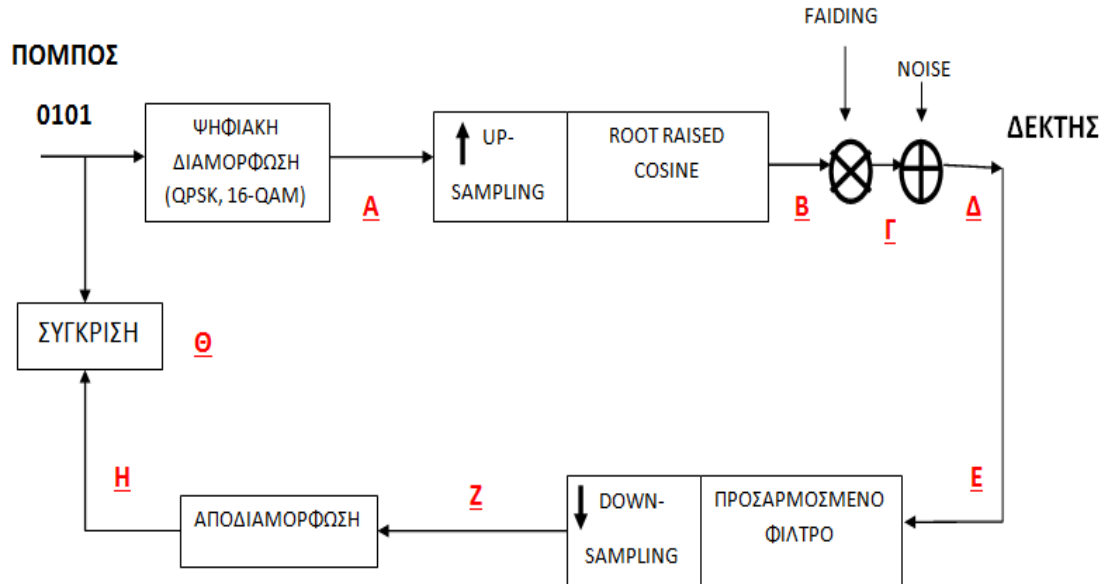 FAIDING
ΠΟΜΠΟΣ
NOISE
0101
ΨΗΦΙΑΚΗ
ΔΙΑΜΟΡΦΩΣΗ
(QPSK, 16-QAM)
Α
UP-
SAMPLING
ROOT RAISED
COSINE
Β
Γ
Δ
ΔΕΚΤΗΣ
ΣΥΓΚΡΙΣΗ
Θ
Η
ΑΠΟΔΙΑΜΟΡΦΩΣΗ
Ζ
DOWN-
SAMPLING
ΠΡΟΣΑΡΜΟΣΜΕΝΟ
ΦΙΛΤΡΟ
Ε